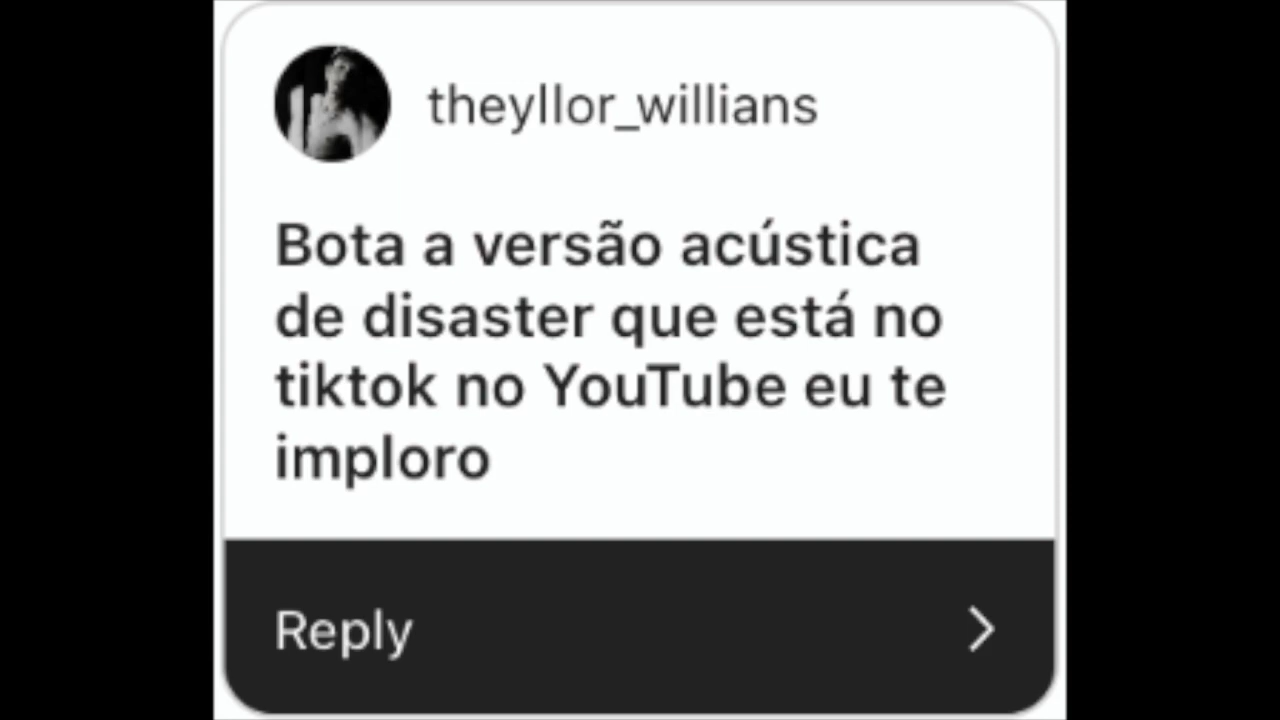 theyllor_willians
Bota a versão acústica
de disaster que está no
tiktok no YouTube eu te
imploro
Reply